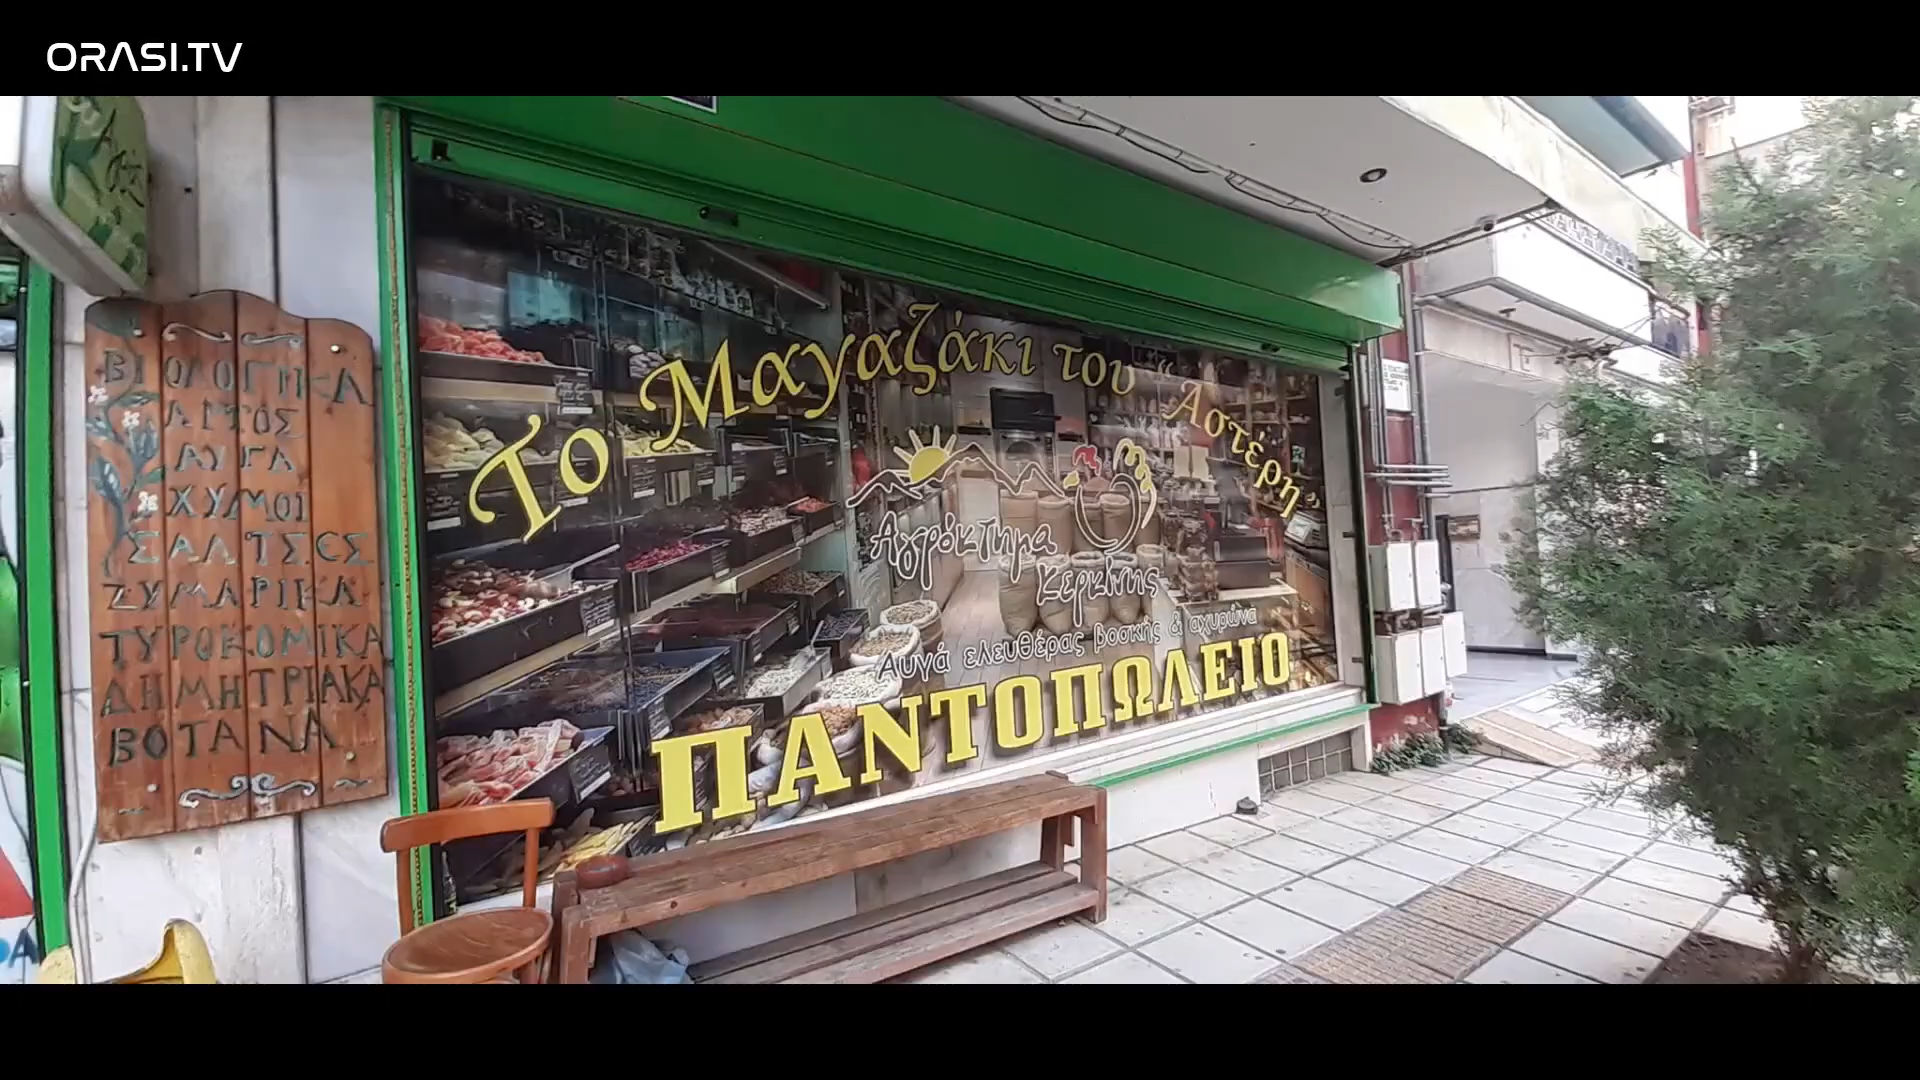 ORASI.TV
ΒΙΟΛΟΓΙΚΑ
ΑΡΤΟΣ
ΑΥΓΑ
ΧΥΜΟΙ
ΣΑΛΤΣΕΣ
ΖΥΜΑΡΙΚΑ
ΤΥΡΟΚΟΜΙΚΑ
ΔΗΜΗΤΡΙΑΚΑ
ΒΟΤΑΝΑ
Το Μαγαζάκι του "Αστέρη"
Αγρόκτημα
Κερκίνης
Αυγά ελευθέρας βοσκής & αχυρώνα
ΠΑΝΤΟΠΩΛΕΙΟ